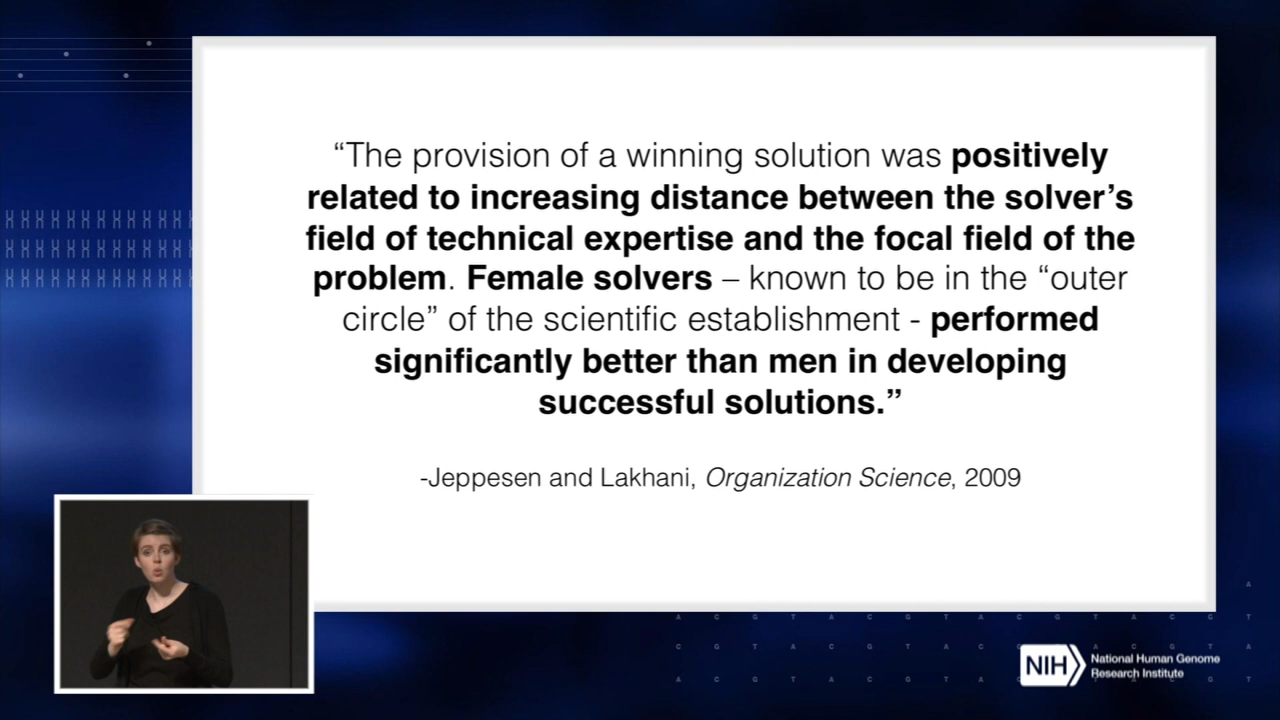 “The provision of a winning solution was positively
related to increasing distance between the solver’s
field of technical expertise and the focal field of the
problem. Female solvers – known to be in the “outer
circle” of the scientific establishment - performed
significantly better than men in developing
successful solutions.”
-Jeppesen and Lakhani, Organization Science, 2009
NIH
National Human Genome
Research Institute